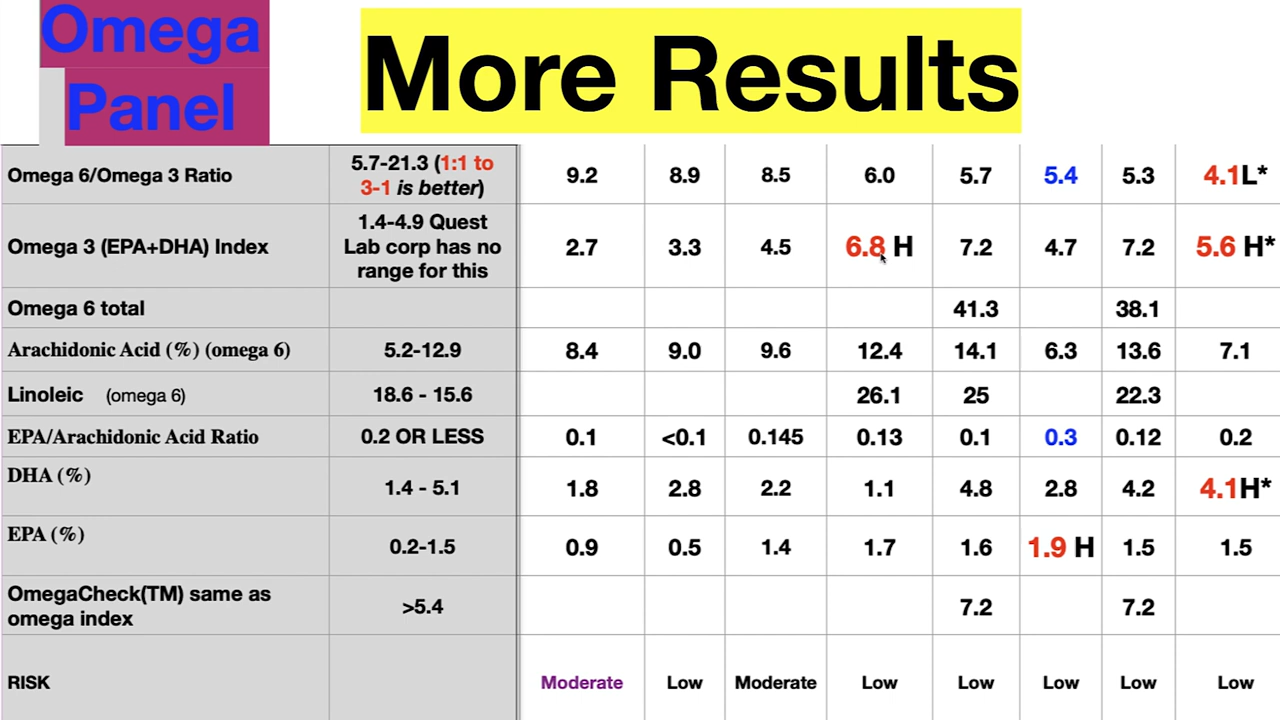 Omega
Panel
More Results
Omega 6/Omega 3 Ratio 5.7-21.3 (1:1 to 3-1 is better) 9.2 8.9 8.5 6.0 5.7 5.4 5.3 4.1L*
Omega 3 (EPA+DHA) Index 1.4-4.9 Quest Lab corp has no range for this 2.7 3.3 4.5 6.8 H 7.2 4.7 7.2 5.6 H*
Omega 6 total 41.3 38.1
Arachidonic Acid (%) (omega 6) 5.2-12.9 8.4 9.0 9.6 12.4 14.1 6.3 13.6 7.1
Linoleic (omega 6) 18.6 - 15.6 26.1 25 22.3
EPA/Arachidonic Acid Ratio 0.2 OR LESS 0.1 <0.1 0.145 0.13 0.1 0.3 0.12 0.2
DHA (%) 1.4 - 5.1 1.8 2.8 2.2 1.1 4.8 2.8 4.2 4.1H*
EPA (%) 0.2-1.5 0.9 0.5 1.4 1.7 1.6 1.9 H 1.5 1.5
OmegaCheck(TM) same as omega index >5.4 7.2 7.2
RISK Moderate Low Moderate Low Low Low Low Low